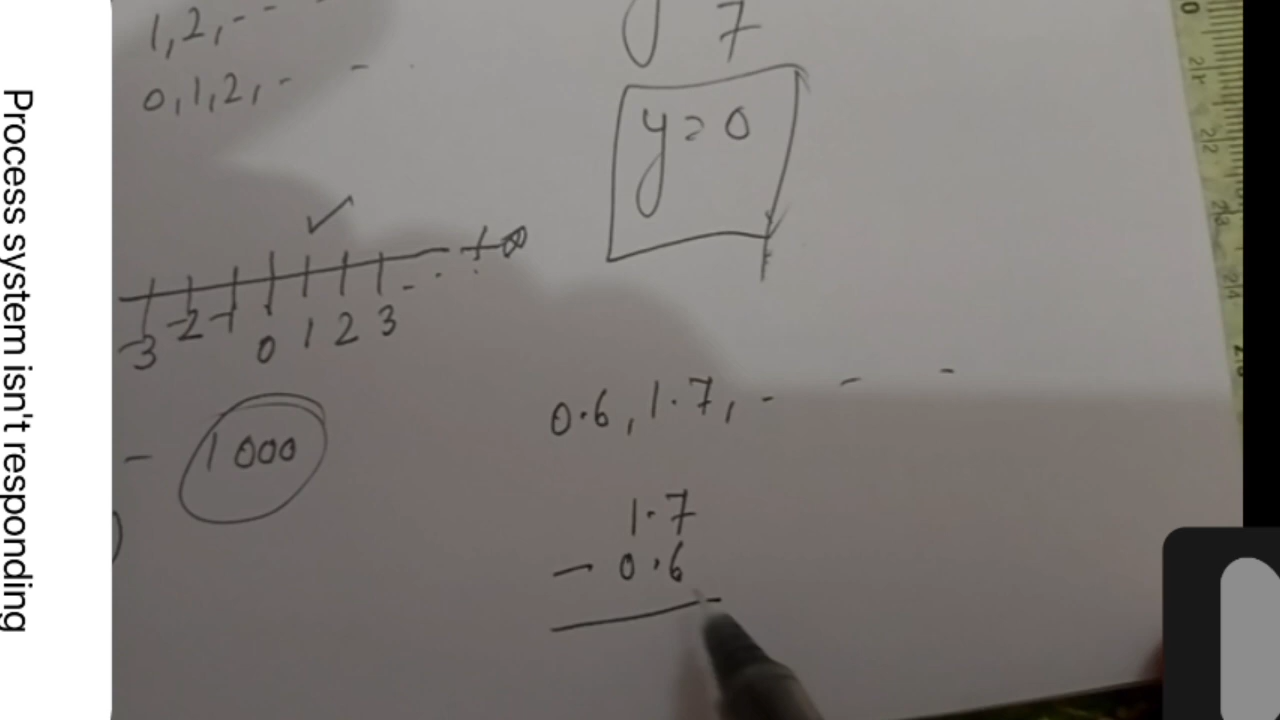 Process system isn't responding
1, 2, - - -
0, 1, 2, - -
y 7
y = 0
+∞
-3 -2 -1 0 1 2 3 - - -
0.6, 1.7, - - -
- 1000
1.7
- 0.6